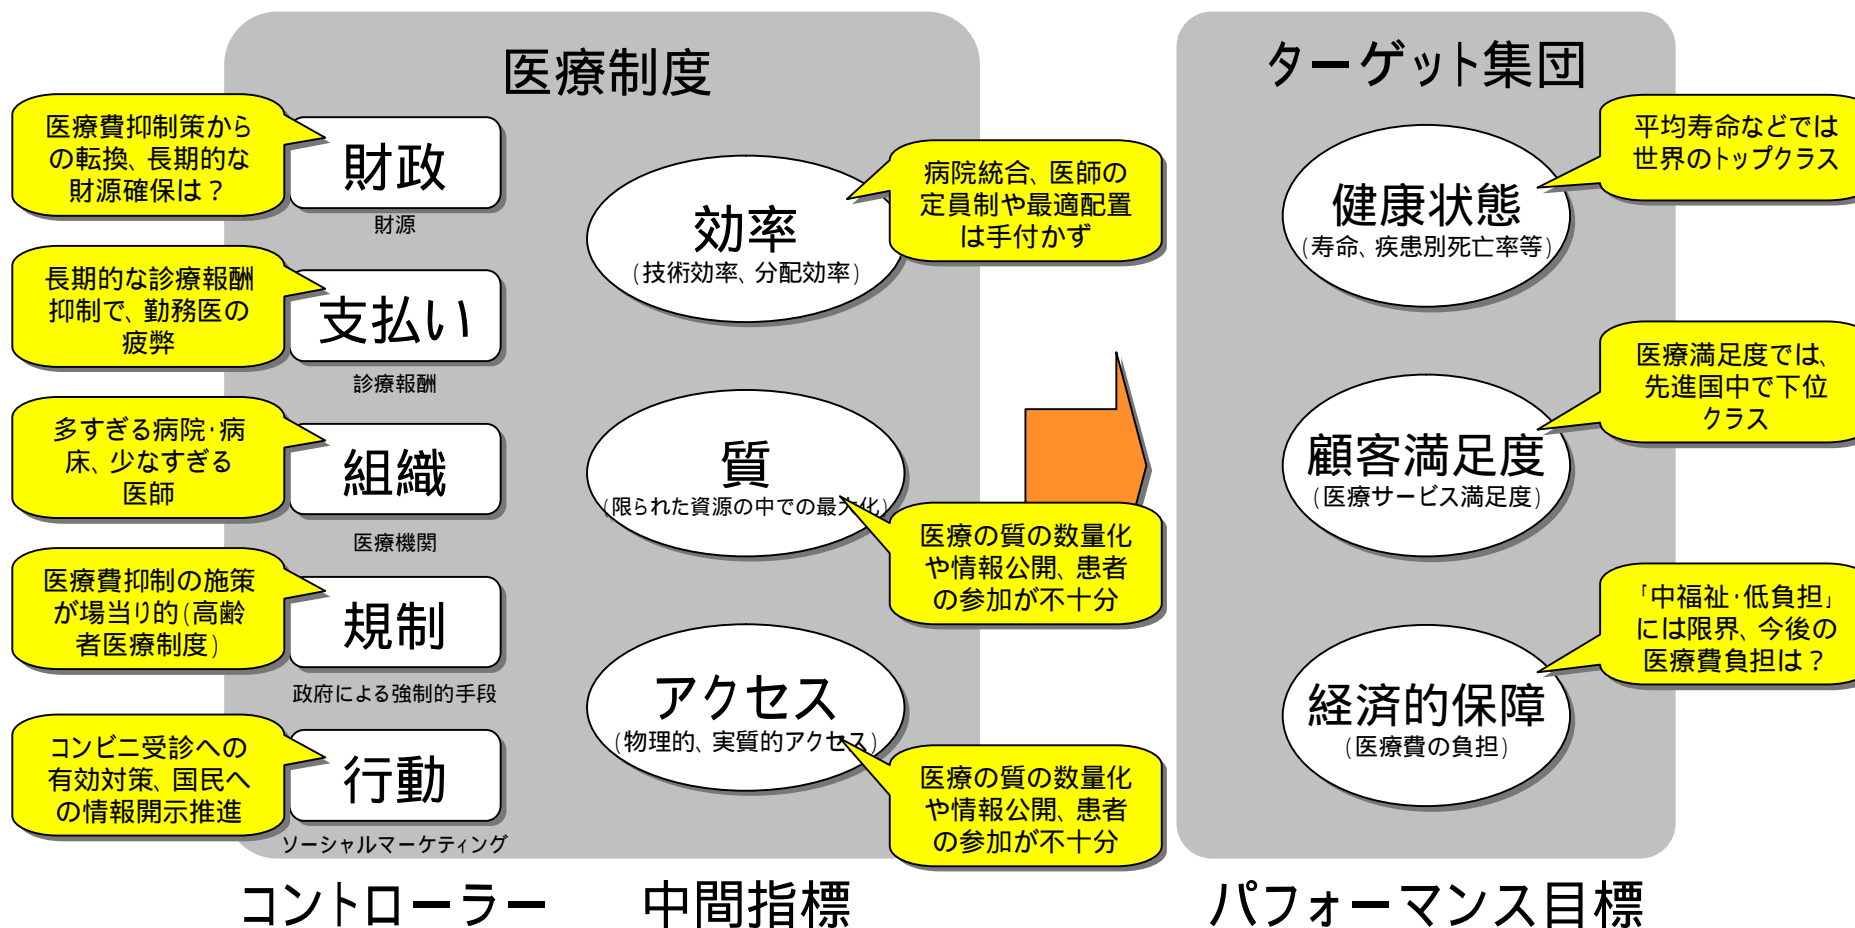 医療制度
医療費抑制策から
の転換、長期的な
財源確保は?
財政
財源
長期的な診療報酬
抑制で、勤務医の
疲弊
支払い
診療報酬
多すぎる病院・病
床、少なすぎる
医師
組織
医療機関
医療費抑制の施策
が場当り的(高齢
者医療制度)
規制
政府による強制的手段
コンビニ受診への
有効対策、国民へ
の情報開示推進
行動
ソーシャルマーケティング
コントローラー
効率
(技術効率、分配効率)
病院統合、医師の
定員制や最適配置
は手付かず
質
(限られた資源の中での最大化)
医療の質の数量化
や情報公開、患者
の参加が不十分
アクセス
(物理的、実質的アクセス)
医療の質の数量化
や情報公開、患者
の参加が不十分
中間指標
ターゲット集団
健康状態
(寿命、疾患別死亡率等)
平均寿命などでは
世界のトップクラス
顧客満足度
(医療サービス満足度)
医療満足度では、
先進国中で下位
クラス
経済的保障
(医療費の負担)
「中福祉・低負担」
には限界、今後の
医療費負担は?
パフォーマンス目標